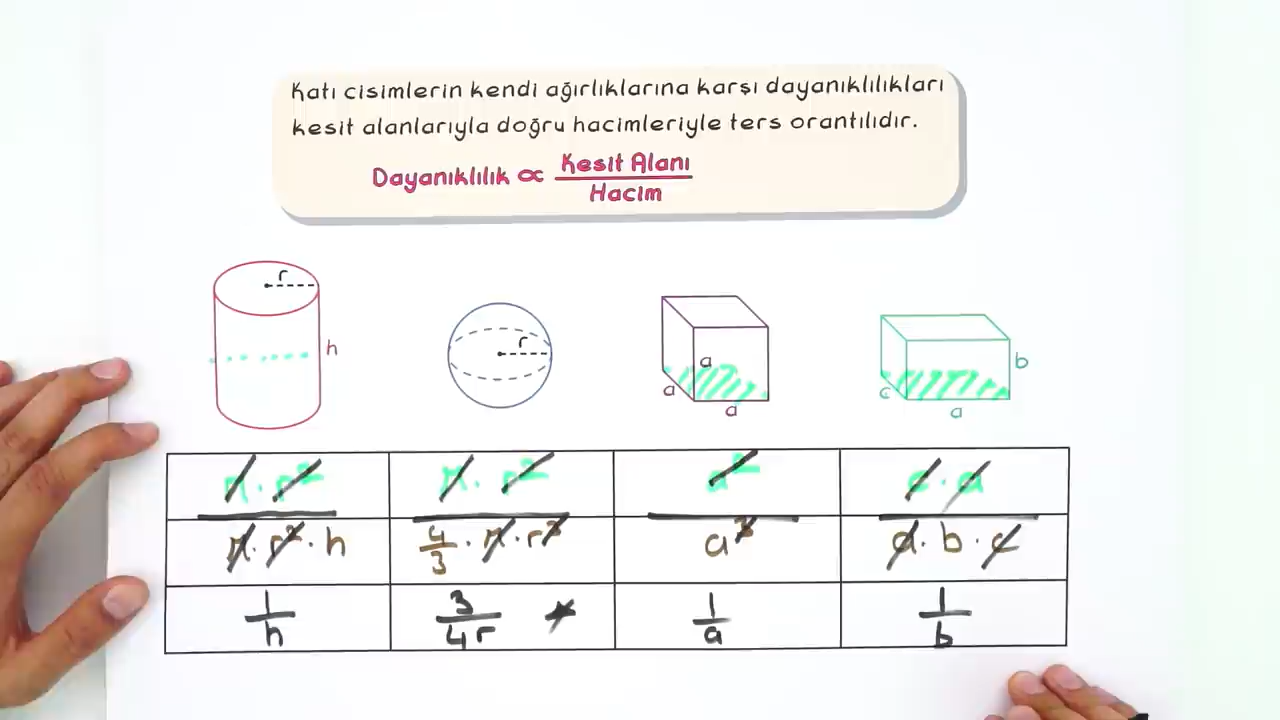 Katı cisimlerin kendi ağırlıklarına karşı dayanıklılıkları
kesit alanlarıyla doğru hacimleriyle ters orantılıdır.
Dayanıklılık ∝ Kesit Alanı / Hacim
r
h
r
a
a
a
b
c
a
π · r²
π · r²
a²
c · a
π · r² · h
4/3 · π · r³
a³
a · b · c
1/h
3/4r
1/a
1/b